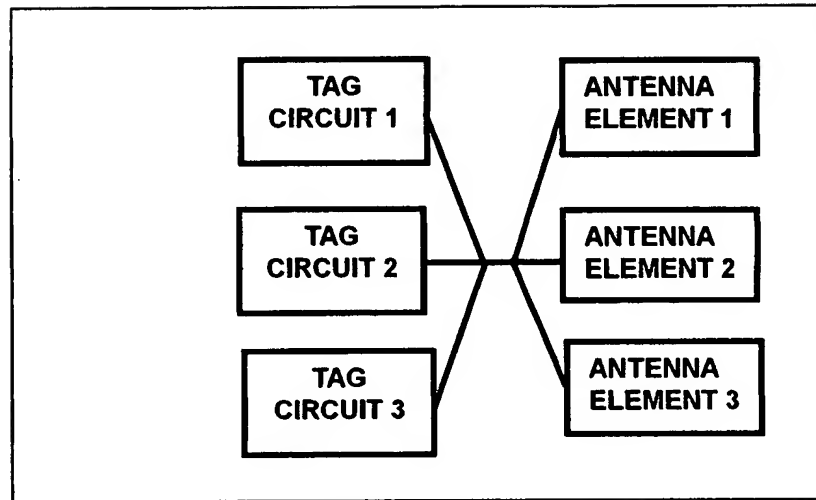 TAG
CIRCUIT 1
ANTENNA
ELEMENT 1
TAG
CIRCUIT 2
ANTENNA
ELEMENT 2
TAG
CIRCUIT 3
ANTENNA
ELEMENT 3